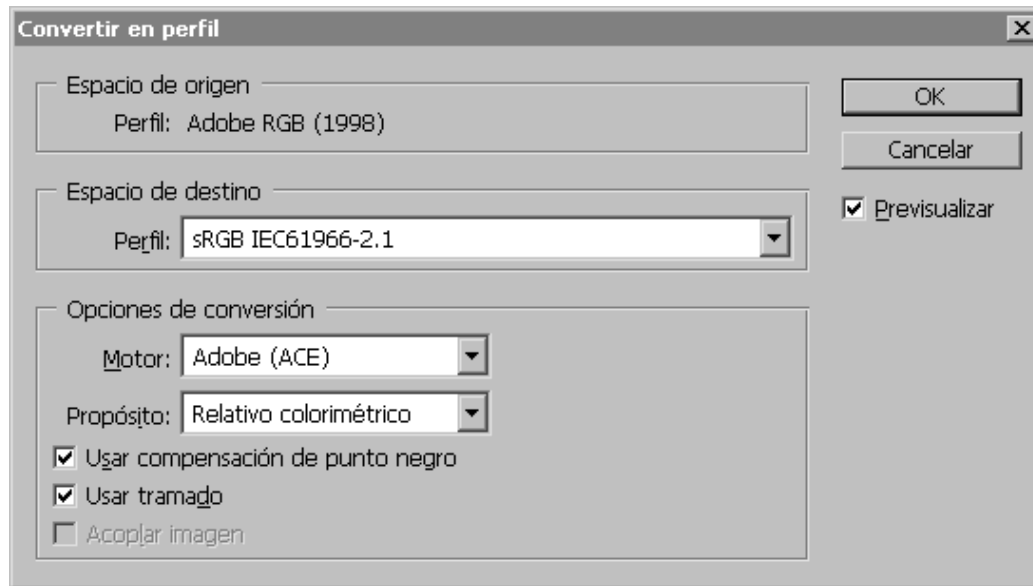 Convertir en perfil
Espacio de origen
Perfil: Adobe RGB (1998)
OK
Cancelar
Previsualizar
Espacio de destino
Perfil: sRGB IEC61966-2.1
Opciones de conversión
Motor: Adobe (ACE)
Propósito: Relativo colorimétrico
Usar compensación de punto negro
Usar tramado
Acoplar imagen